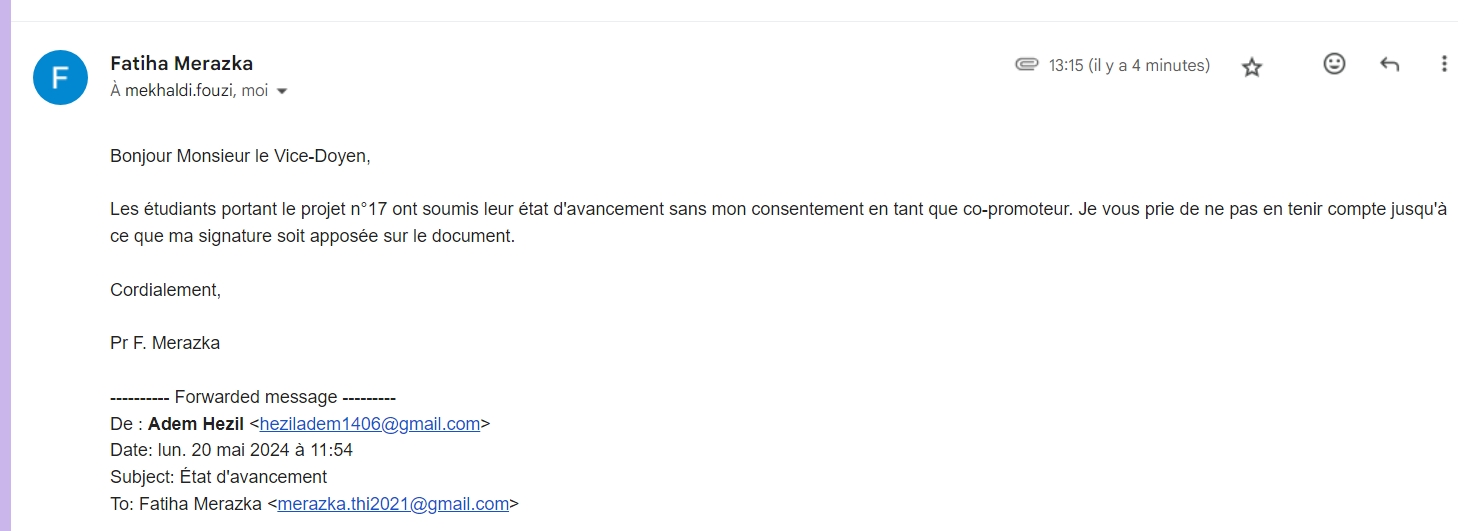 F
Fatiha Merazka
13:15 (il y a 4 minutes)
À mekhaldi.fouzi, moi
Bonjour Monsieur le Vice-Doyen,
Les étudiants portant le projet n°17 ont soumis leur état d'avancement sans mon consentement en tant que co-promoteur. Je vous prie de ne pas en tenir compte jusqu'à
ce que ma signature soit apposée sur le document.
Cordialement,
Pr F. Merazka
---------- Forwarded message ---------
De : Adem Hezil <heziladem1406@gmail.com>
Date: lun. 20 mai 2024 à 11:54
Subject: État d'avancement
To: Fatiha Merazka <merazka.thi2021@gmail.com>